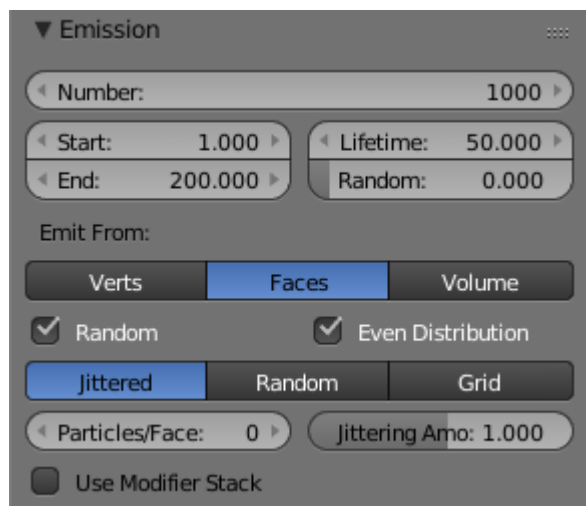 Emission
Number: 1000
Start: 1.000 Lifetime: 50.000
End: 200.000 Random: 0.000
Emit From:
Verts Faces Volume
Random Even Distribution
Jittered Random Grid
Particles/Face: 0 Jittering Amo: 1.000
Use Modifier Stack